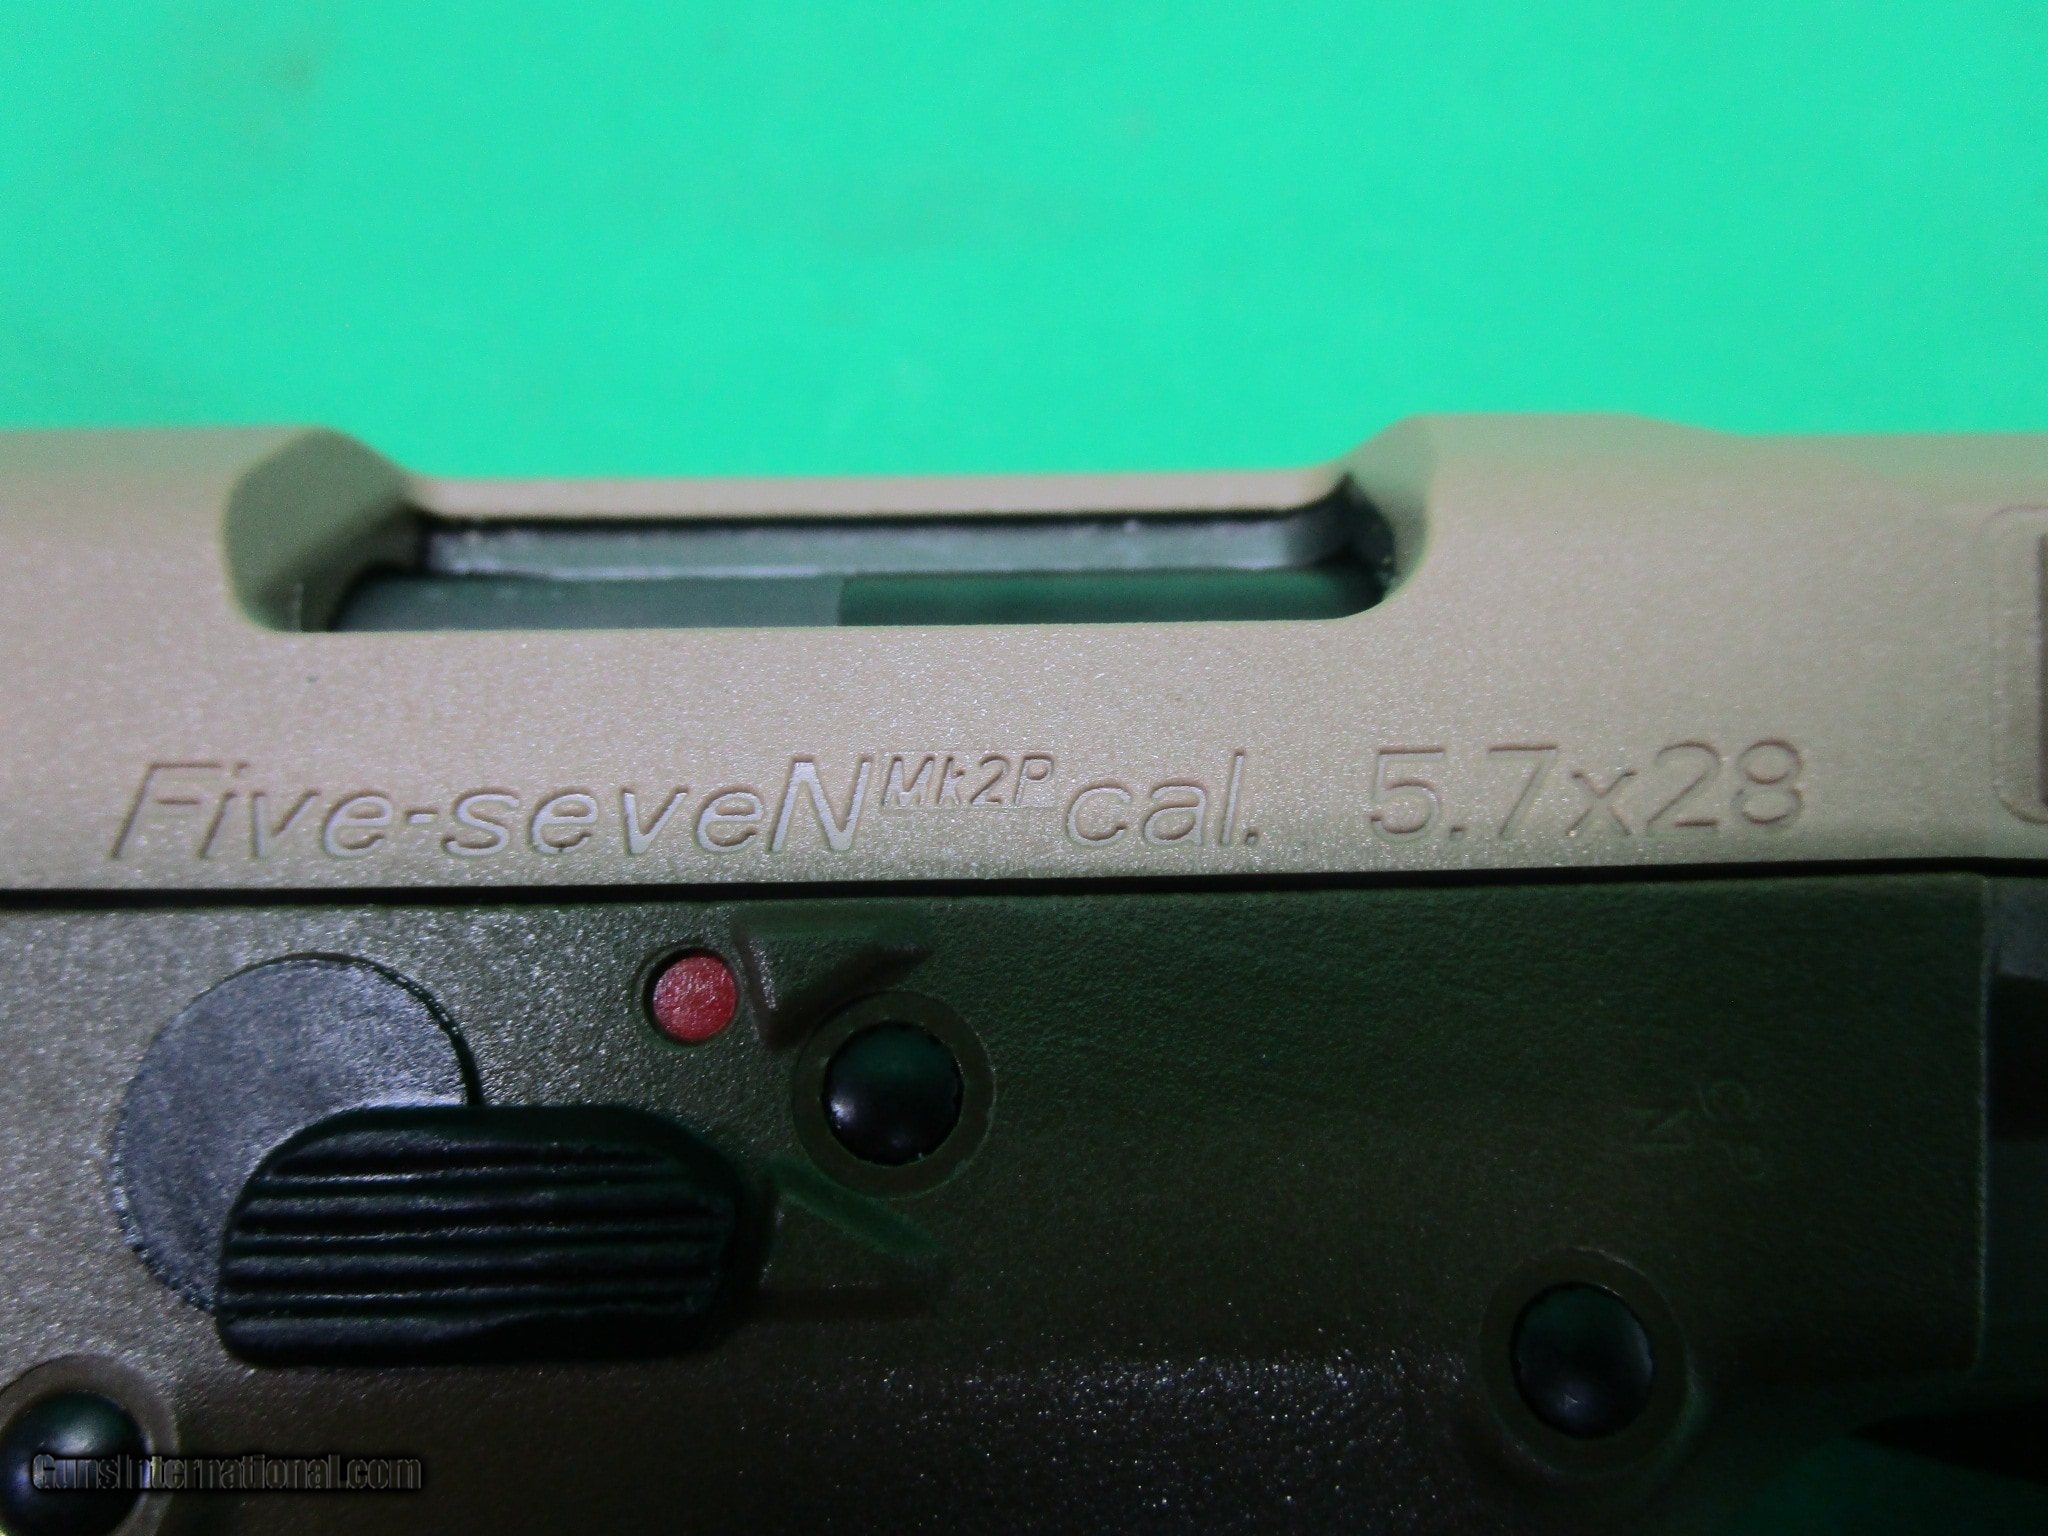 Five-seveN Mk2P cal. 5.7x28
GunsInternational.com